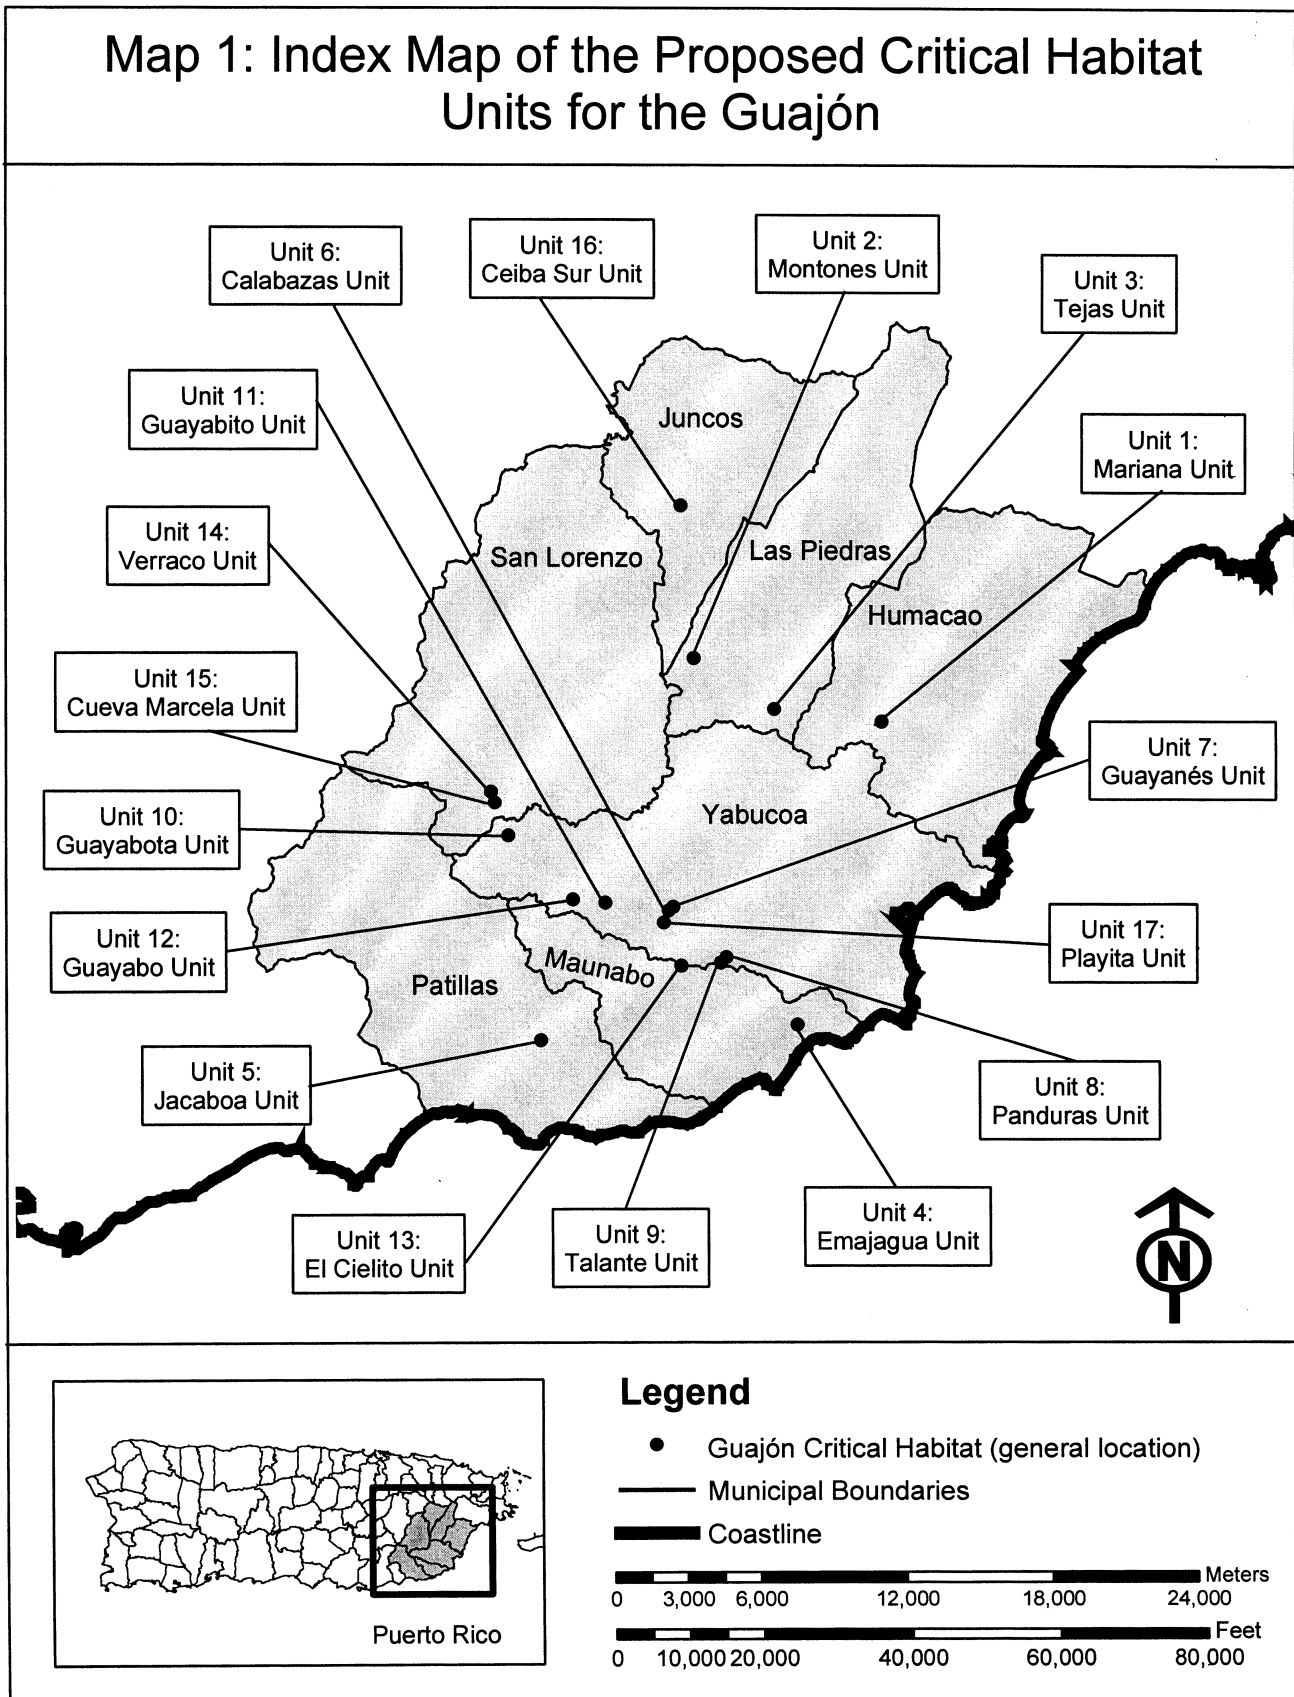 Map 1: Index Map of the Proposed Critical Habitat
Units for the Guajón
Unit 6:
Calabazas Unit
Unit 16:
Ceiba Sur Unit
Unit 2:
Montones Unit
Unit 3:
Tejas Unit
Unit 11:
Guayabito Unit
Juncos
Unit 1:
Mariana Unit
Unit 14:
Verraco Unit
San Lorenzo
Las Piedras
Humacao
Unit 15:
Cueva Marcela Unit
Unit 7:
Guayanés Unit
Unit 10:
Guayabota Unit
Yabucoa
Unit 12:
Guayabo Unit
Unit 17:
Playita Unit
Maunabo
Patillas
Unit 5:
Jacaboa Unit
Unit 8:
Panduras Unit
Unit 13:
El Cielito Unit
Unit 9:
Talante Unit
Unit 4:
Emajagua Unit
N
Legend
Guajón Critical Habitat (general location)
Municipal Boundaries
Coastline
Meters
0 3,000 6,000 12,000 18,000 24,000
Feet
0 10,000 20,000 40,000 60,000 80,000
Puerto Rico